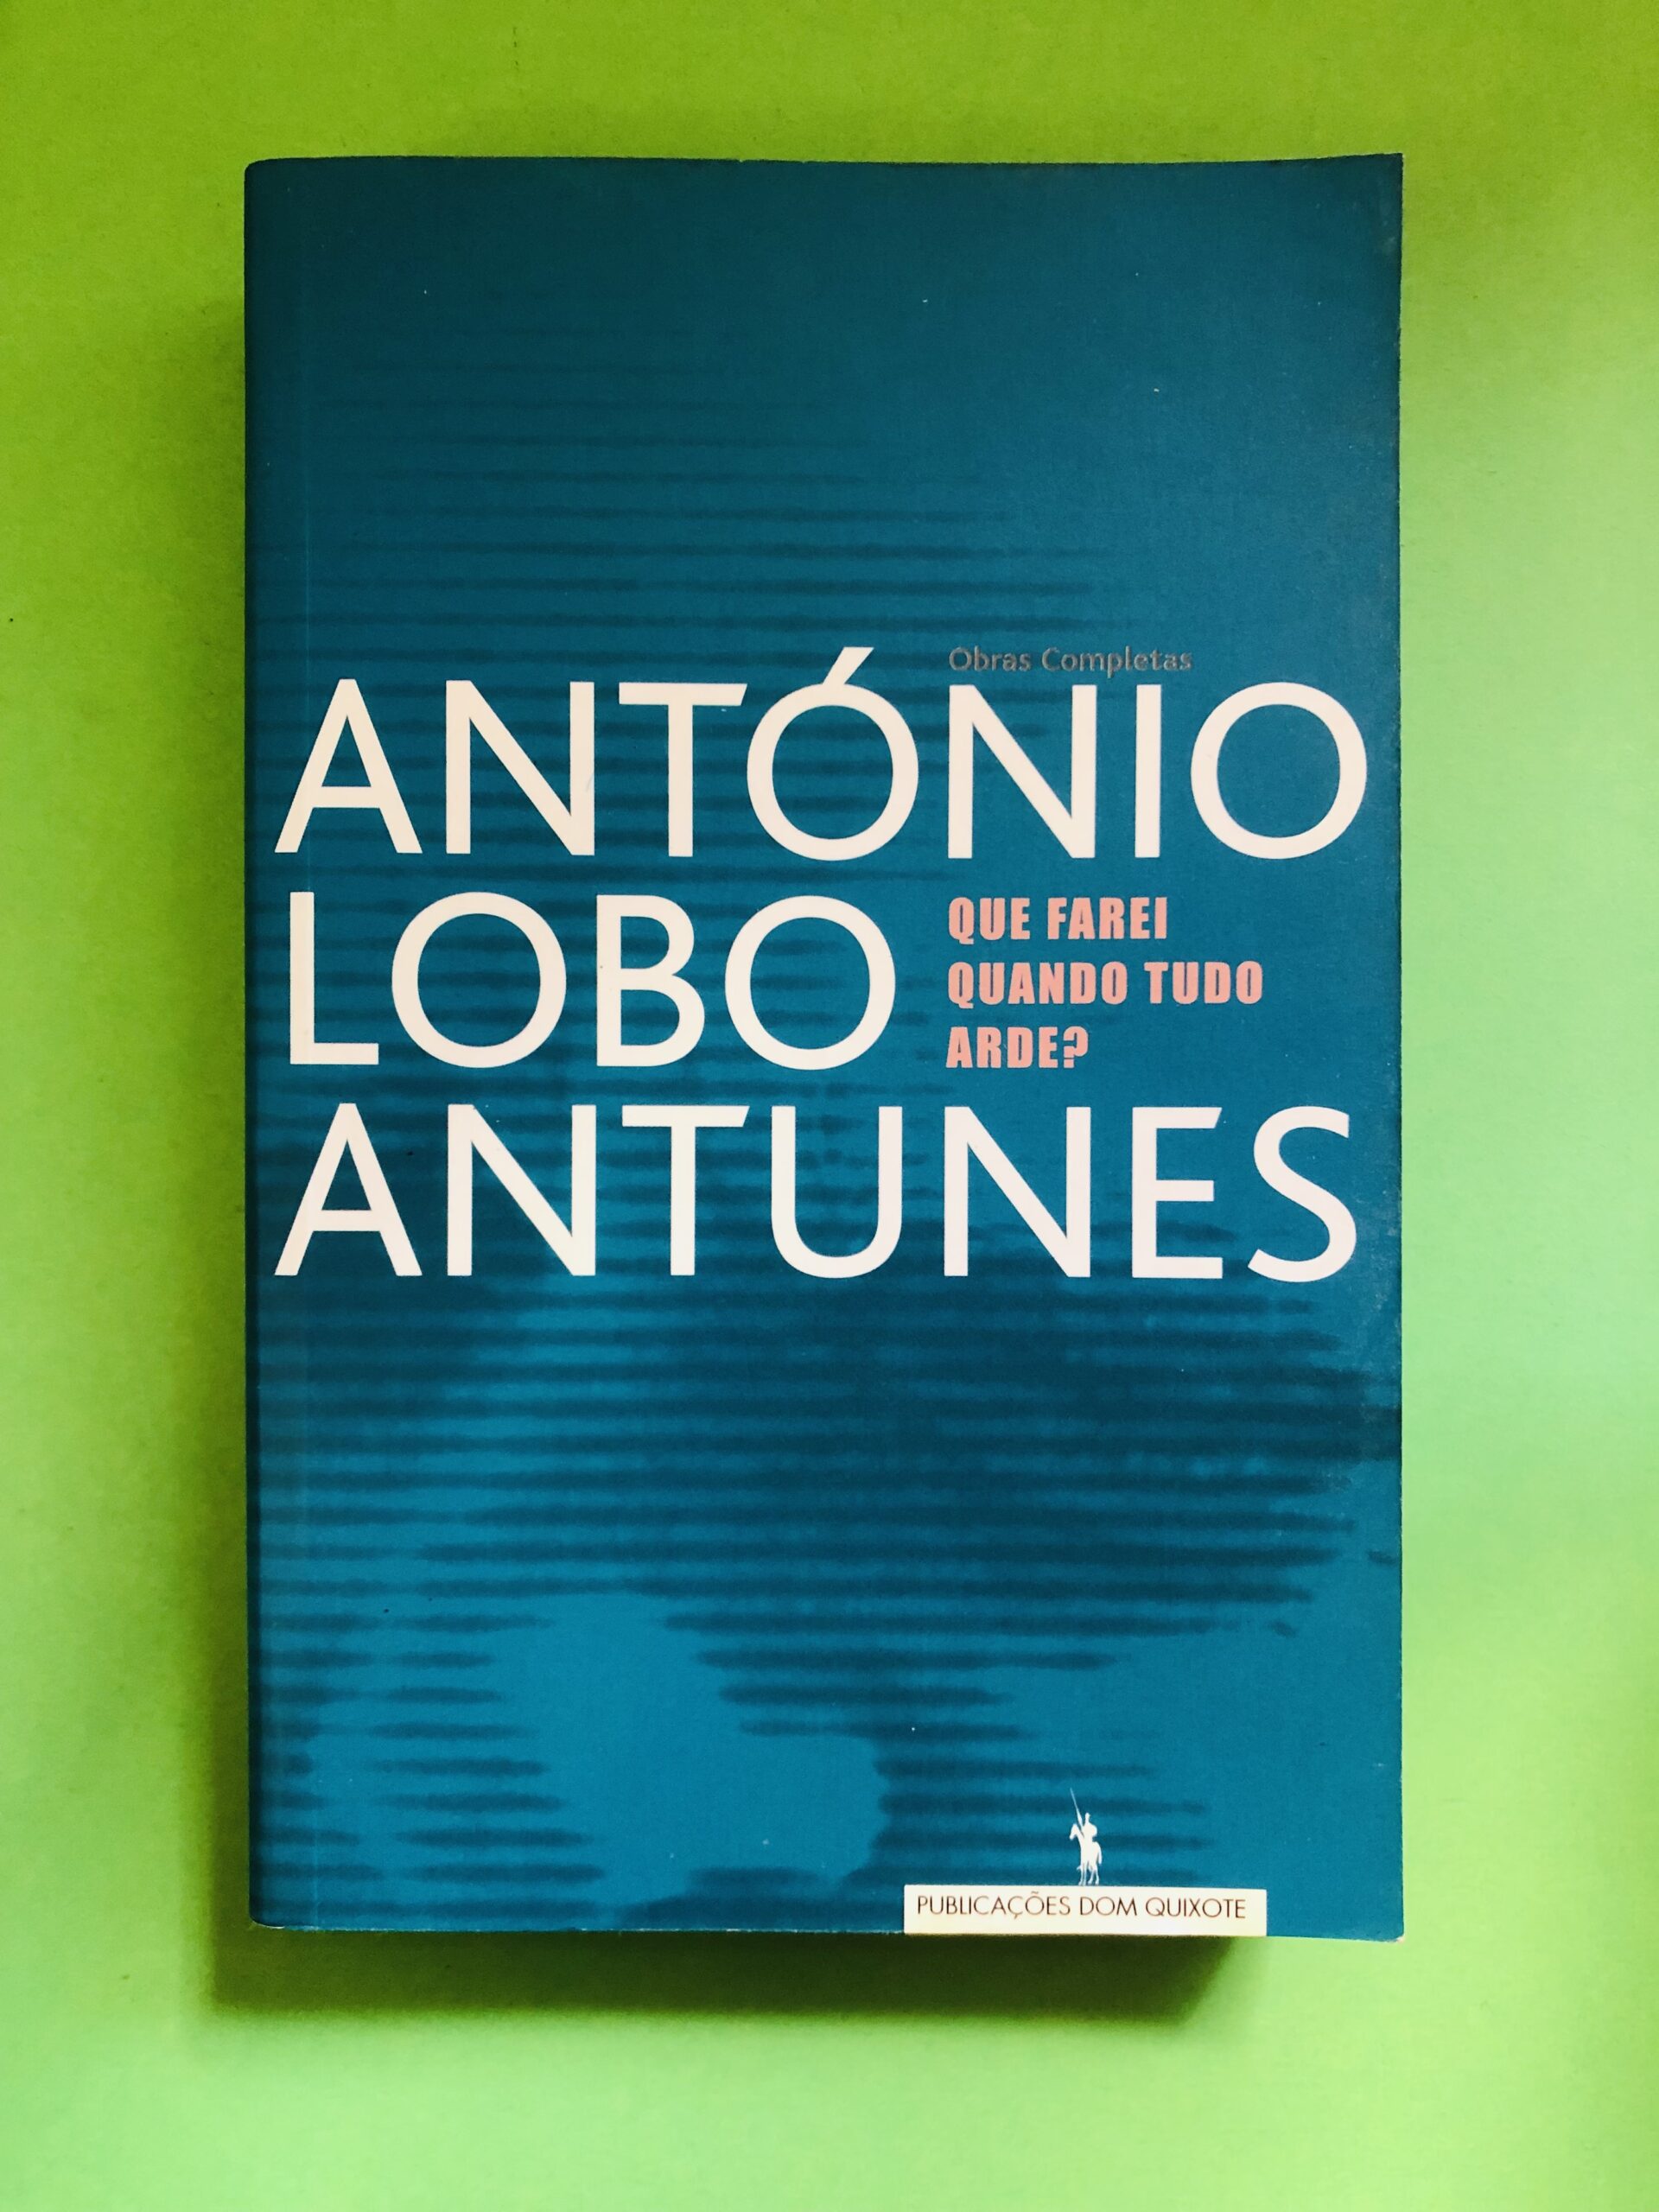 Obras Completas
ANTÓNIO
LOBO
QUE FAREI
QUANDO TUDO
ARDE?
ANTUNES
PUBLICAÇÕES DOM QUIXOTE